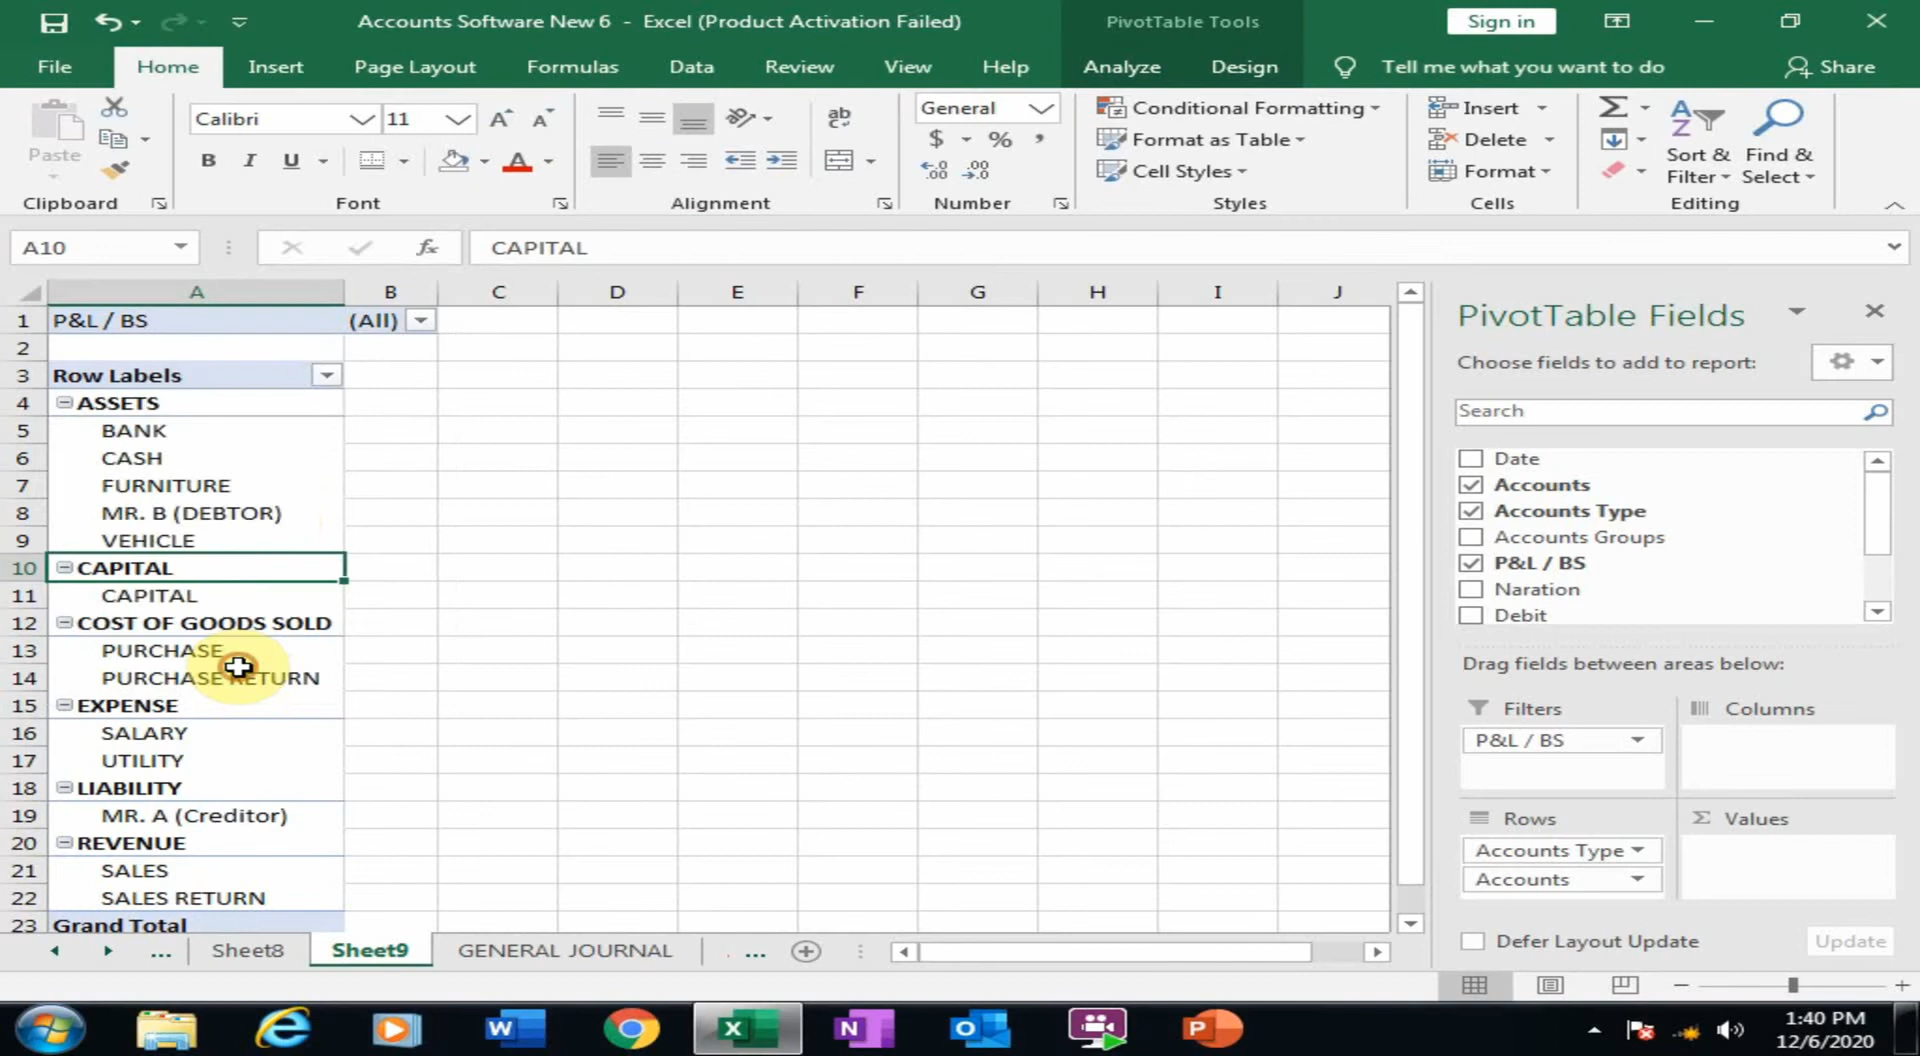 Accounts Software New 6 - Excel (Product Activation Failed)
PivotTable Tools
Sign in
File Home Insert Page Layout Formulas Data Review View Help Analyze Design Tell me what you want to do Share
Paste
Calibri 11
General
Conditional Formatting
Format as Table
Cell Styles
Insert
Delete
Format
Sort & Filter
Find & Select
B I U
$ % ,
Clipboard Font Alignment Number Styles Cells Editing
A10 fx CAPITAL
A B C D E F G H I J
1 P&L / BS (All)
2
3 Row Labels
4 ASSETS
5 BANK
6 CASH
7 FURNITURE
8 MR. B (DEBTOR)
9 VEHICLE
10 CAPITAL
11 CAPITAL
12 COST OF GOODS SOLD
13 PURCHASE
14 PURCHASE RETURN
15 EXPENSE
16 SALARY
17 UTILITY
18 LIABILITY
19 MR. A (Creditor)
20 REVENUE
21 SALES
22 SALES RETURN
23 Grand Total
PivotTable Fields
Choose fields to add to report:
Search
Date
Accounts
Accounts Type
Accounts Groups
P&L / BS
Naration
Debit
Drag fields between areas below:
Filters
P&L / BS
Columns
Rows
Accounts Type
Accounts
Σ Values
Defer Layout Update
Update
... Sheet8 Sheet9 GENERAL JOURNAL ...
1:40 PM
12/6/2020